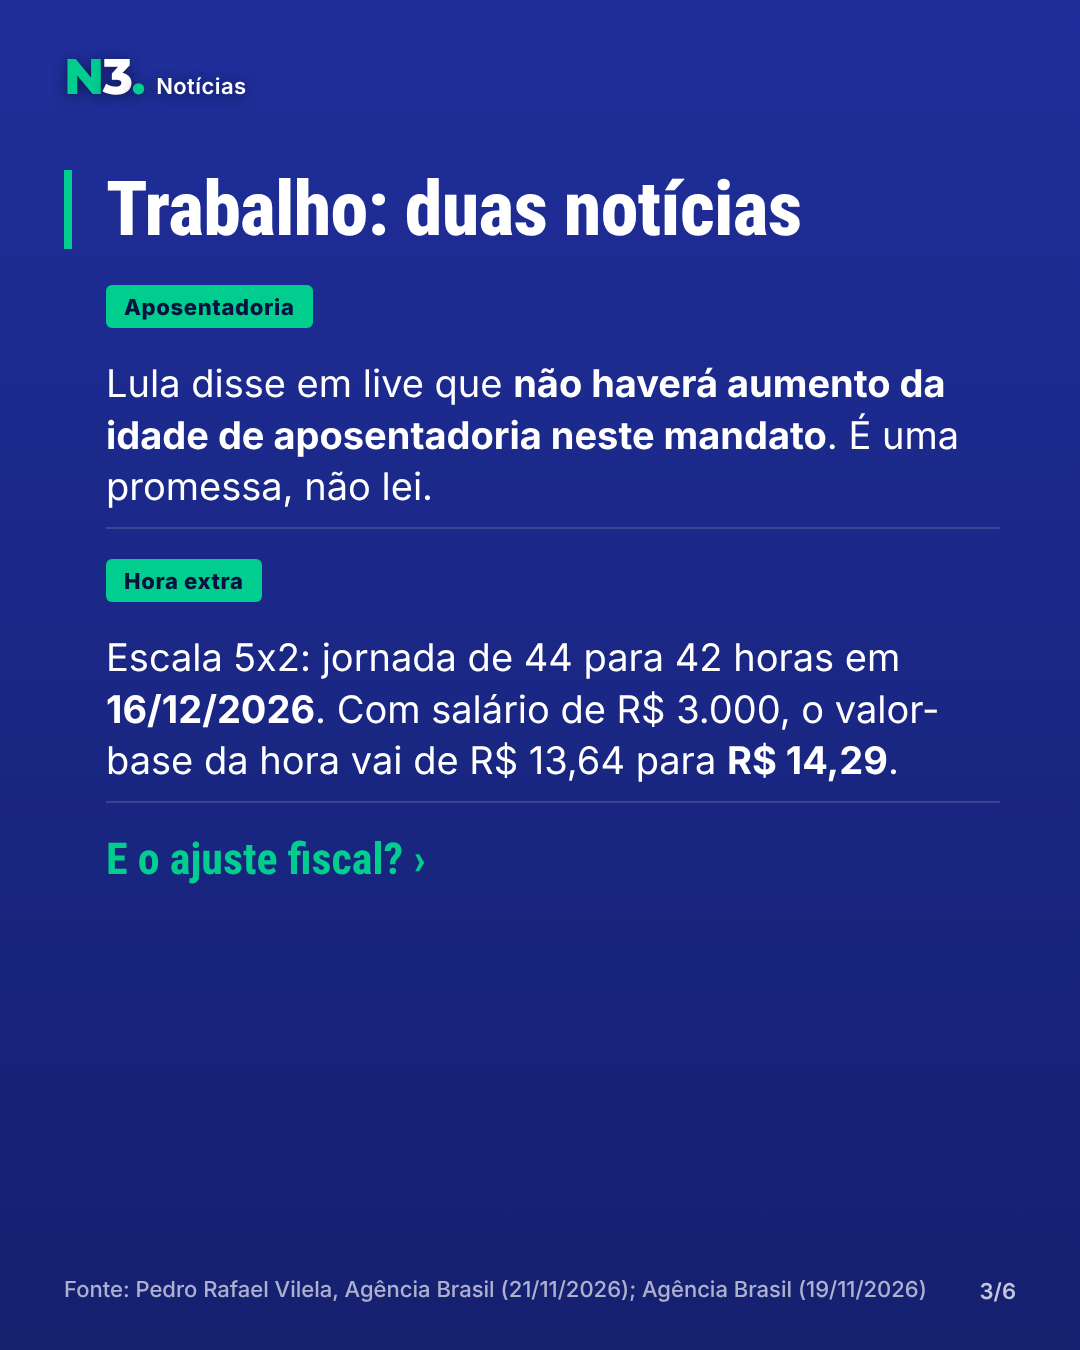 N3. Notícias
Trabalho: duas notícias
Aposentadoria
Lula disse em live que não haverá aumento da
idade de aposentadoria neste mandato. É uma
promessa, não lei.
Hora extra
Escala 5x2: jornada de 44 para 42 horas em
16/12/2026. Com salário de R$ 3.000, o valor-
base da hora vai de R$ 13,64 para R$ 14,29.
E o ajuste fiscal? ›
Fonte: Pedro Rafael Vilela, Agência Brasil (21/11/2026); Agência Brasil (19/11/2026) 3/6